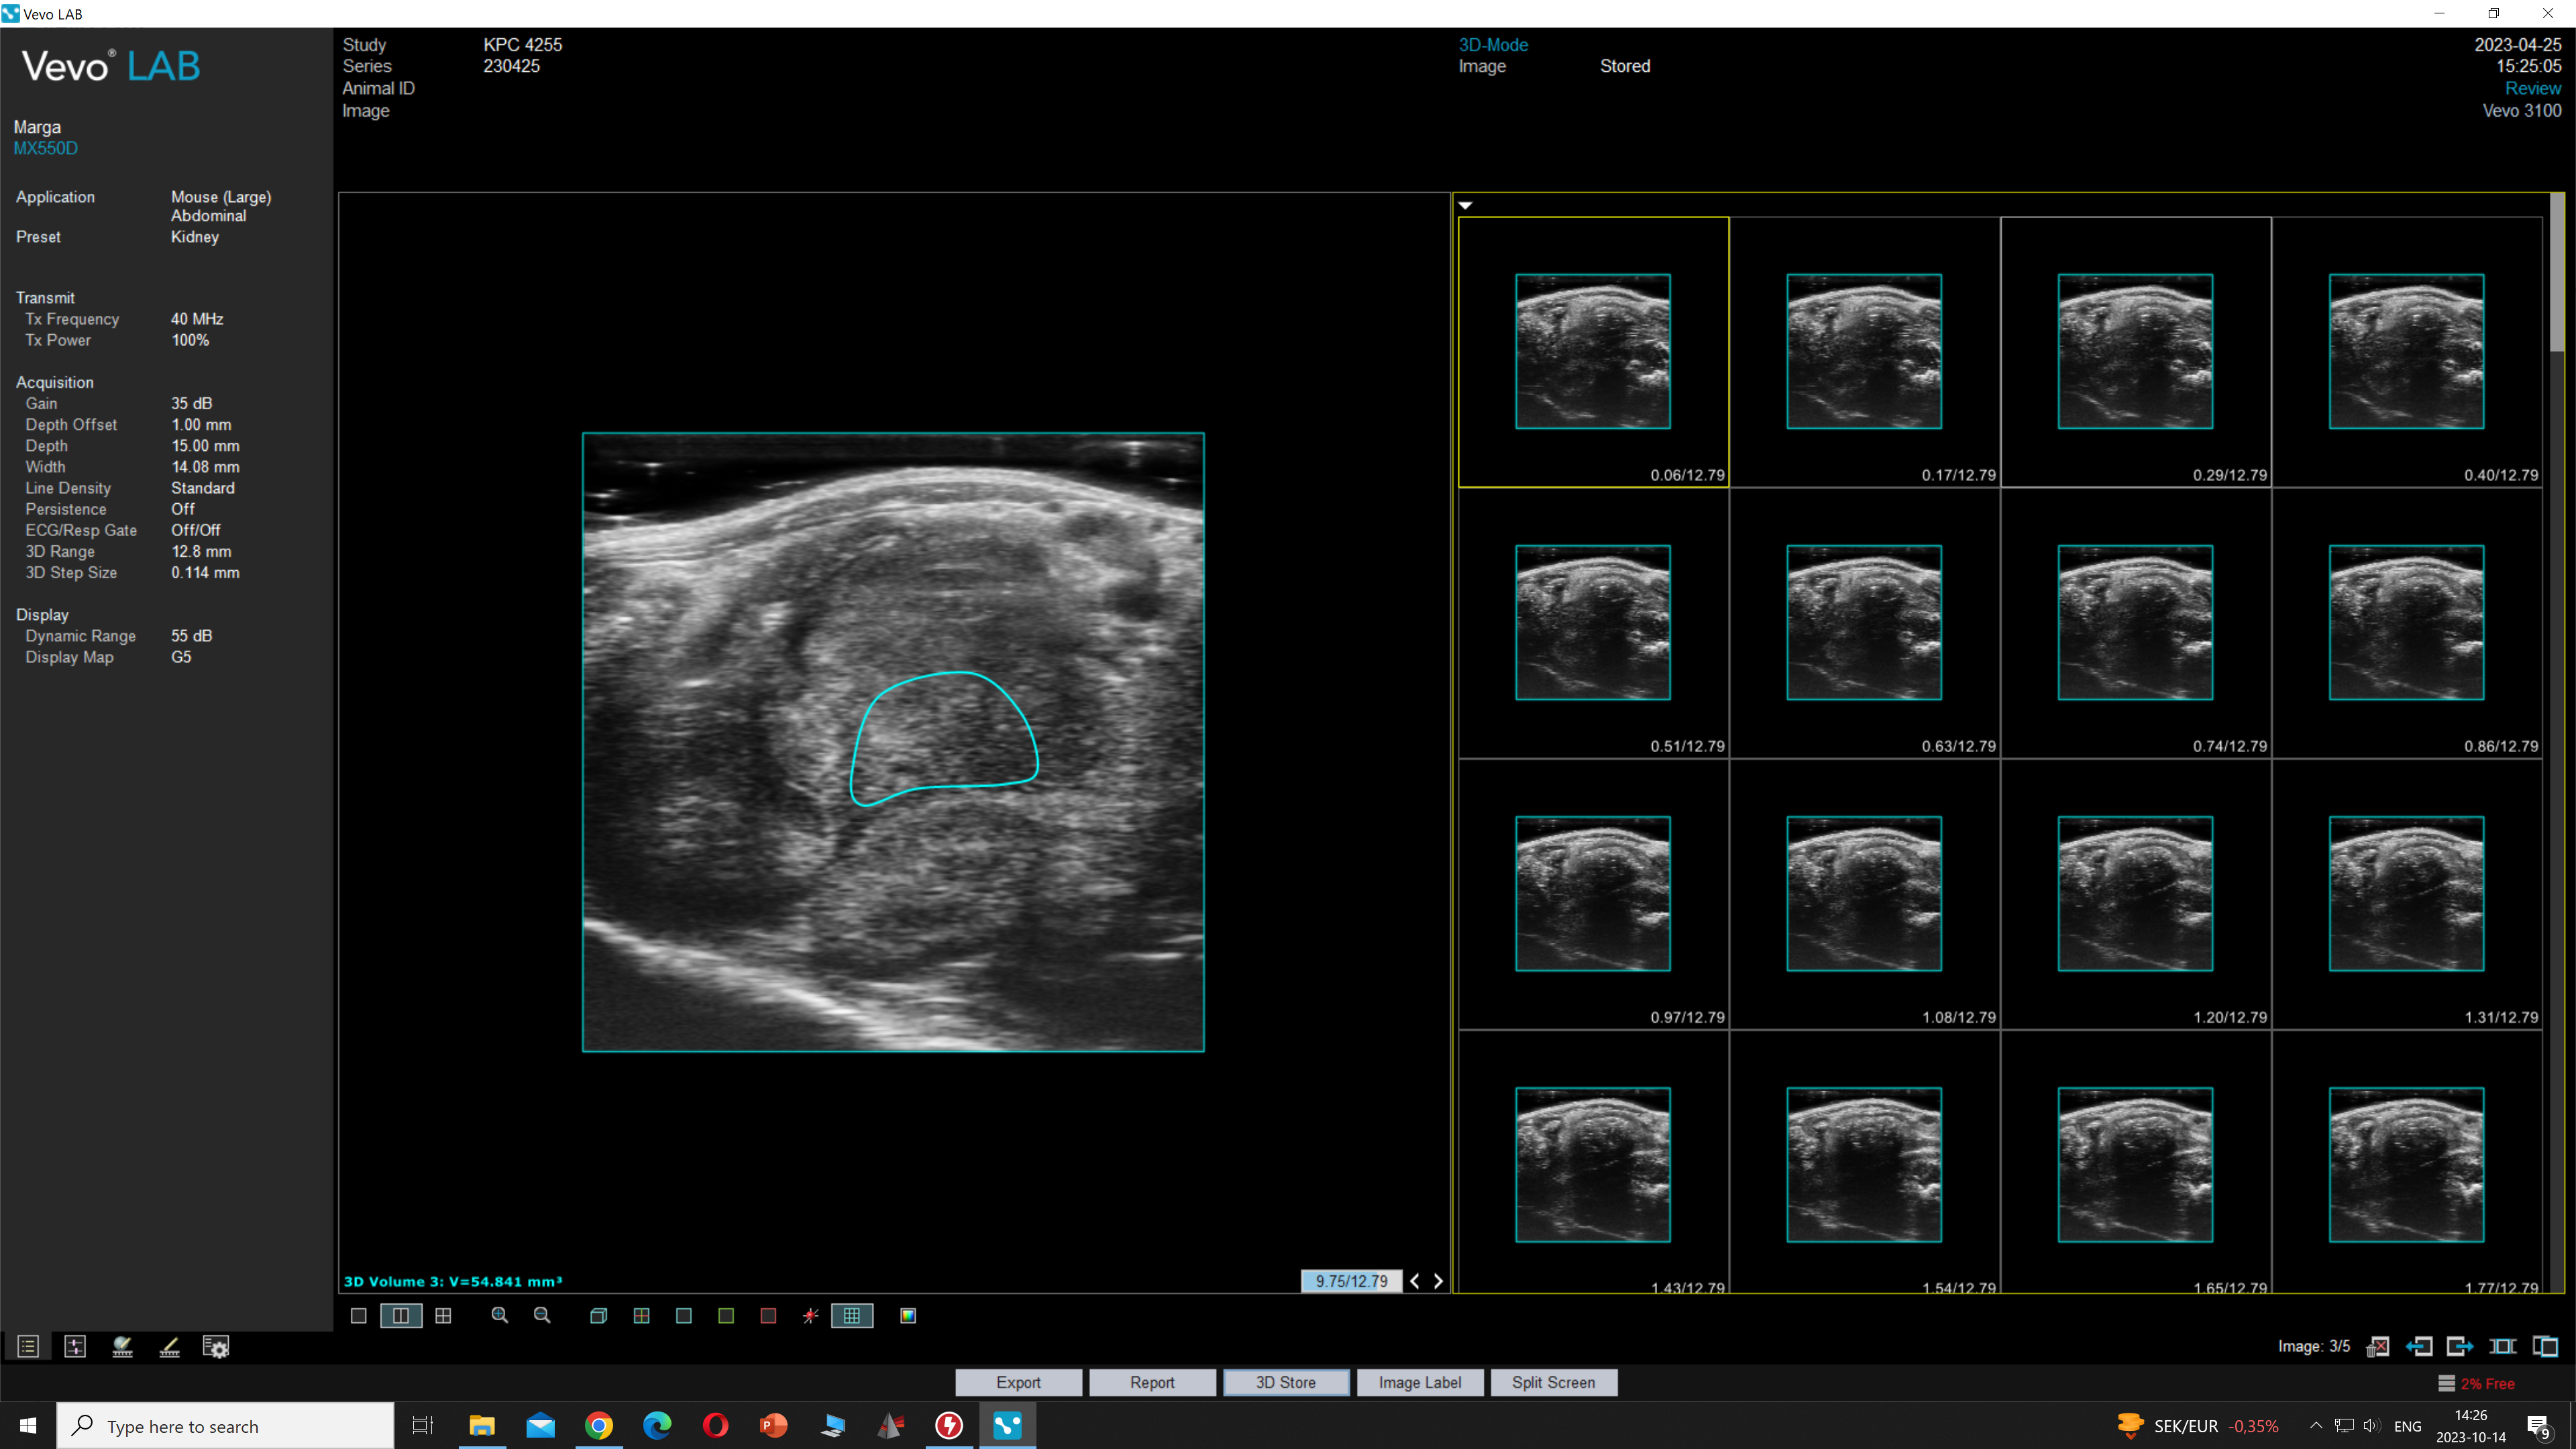 Vevo LAB
Vevo® LAB
Marga
MX550D
Application Mouse (Large)
Abdominal
Preset Kidney
Transmit
Tx Frequency 40 MHz
Tx Power 100%
Acquisition
Gain 35 dB
Depth Offset 1.00 mm
Depth 15.00 mm
Width 14.08 mm
Line Density Standard
Persistence Off
ECG/Resp Gate Off/Off
3D Range 12.8 mm
3D Step Size 0.114 mm
Display
Dynamic Range 55 dB
Display Map G5
Study KPC 4255
Series 230425
Animal ID
Image
3D-Mode
Image Stored
2023-04-25
15:25:05
Review
Vevo 3100
0.06/12.79 0.17/12.79 0.29/12.79 0.40/12.79
0.51/12.79 0.63/12.79 0.74/12.79 0.86/12.79
0.97/12.79 1.08/12.79 1.20/12.79 1.31/12.79
1.43/12.79 1.54/12.79 1.65/12.79 1.77/12.79
3D Volume 3: V=54.841 mm³
9.75/12.79
Image: 3/5
Export Report 3D Store Image Label Split Screen
2% Free
Type here to search
SEK/EUR -0,35%
ENG
14:26
2023-10-14
9